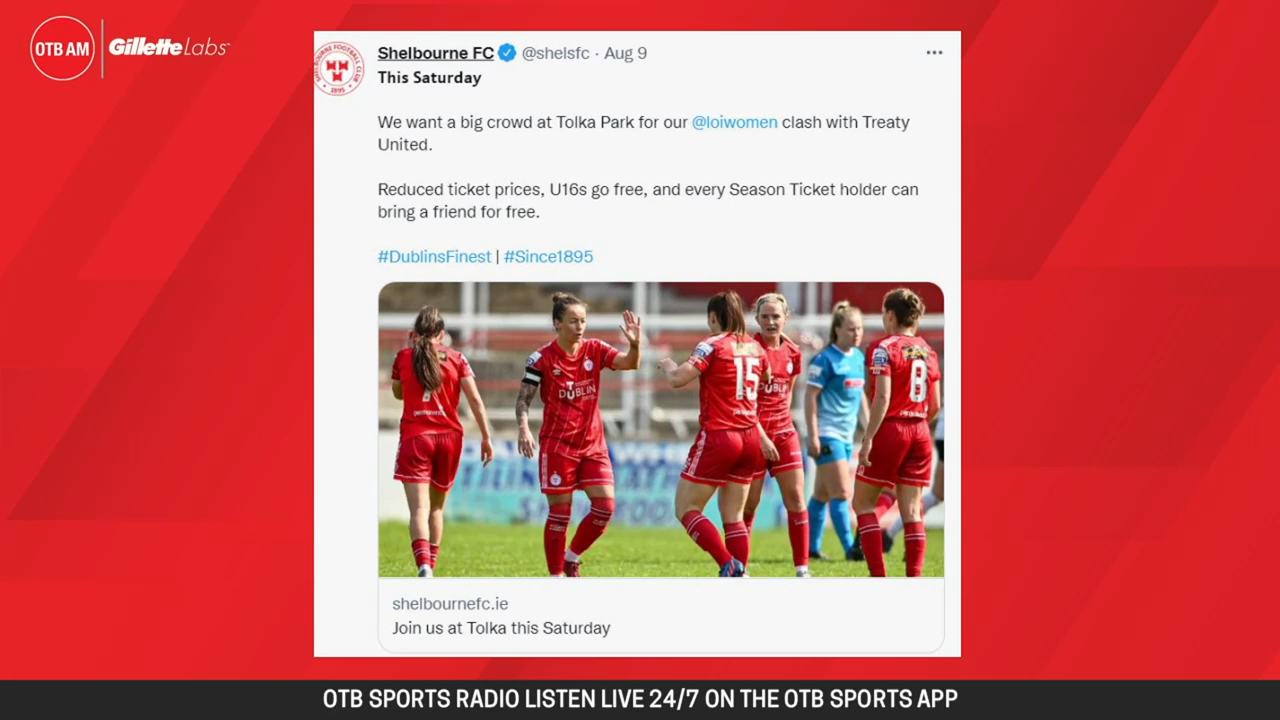 OTB AM
Gillette Labs
Shelbourne FC @shelsfc · Aug 9
This Saturday
We want a big crowd at Tolka Park for our @loiwomen clash with Treaty
United.
Reduced ticket prices, U16s go free, and every Season Ticket holder can
bring a friend for free.
#DublinsFinest | #Since1895
DUBLIN
15
DUBLIN
8
shelbournefc.ie
Join us at Tolka this Saturday
OTB SPORTS RADIO LISTEN LIVE 24/7 ON THE OTB SPORTS APP